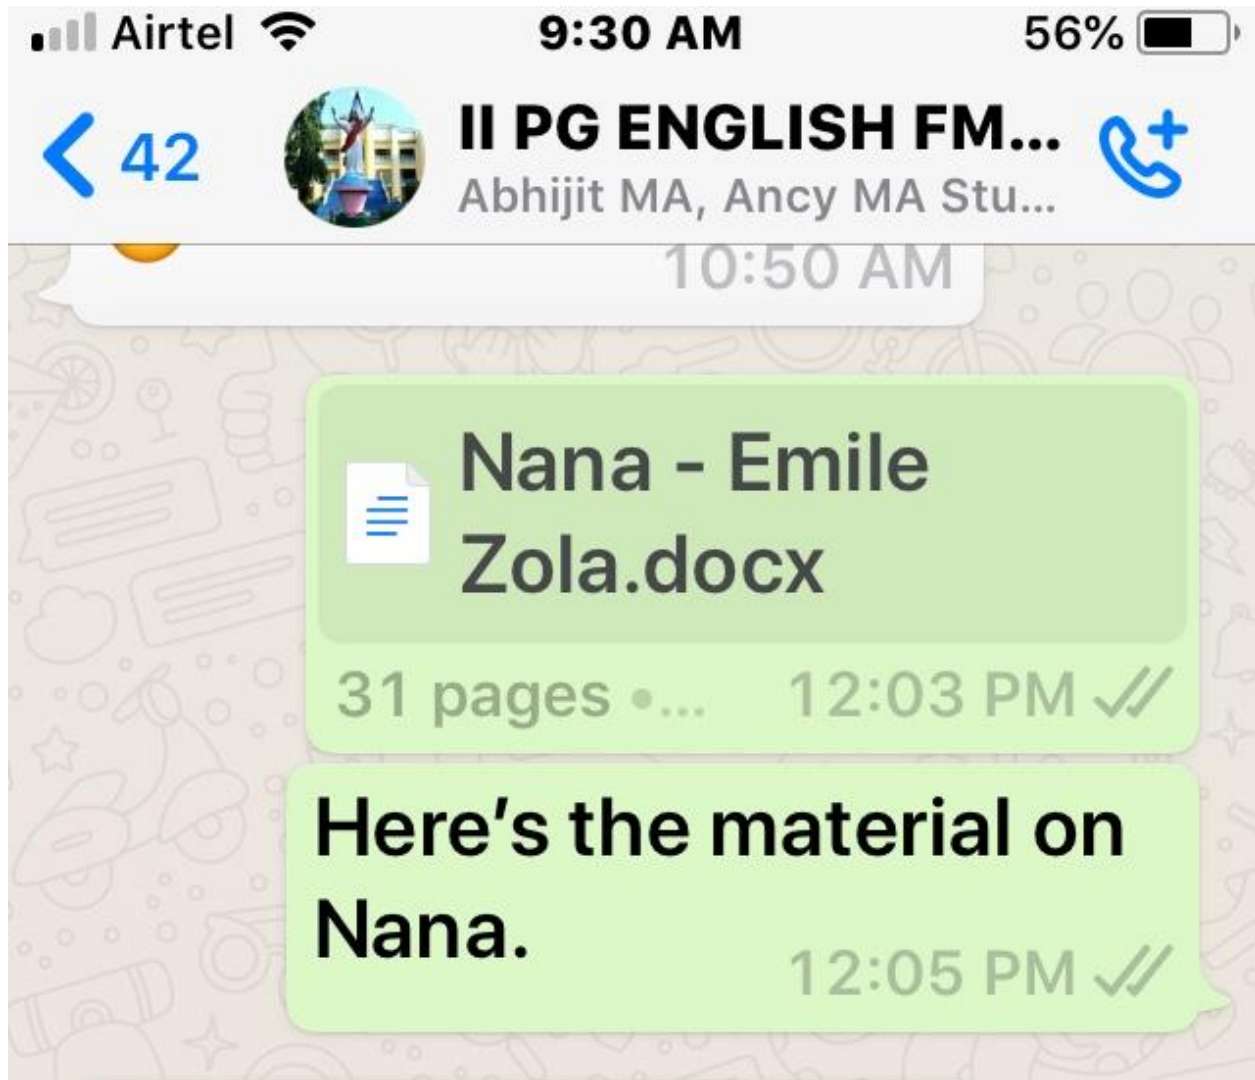 Airtel 9:30 AM 56%
42 II PG ENGLISH FM...
Abhijit MA, Ancy MA Stu...
10:50 AM
Nana - Emile
Zola.docx
31 pages •... 12:03 PM
Here’s the material on
Nana.
12:05 PM